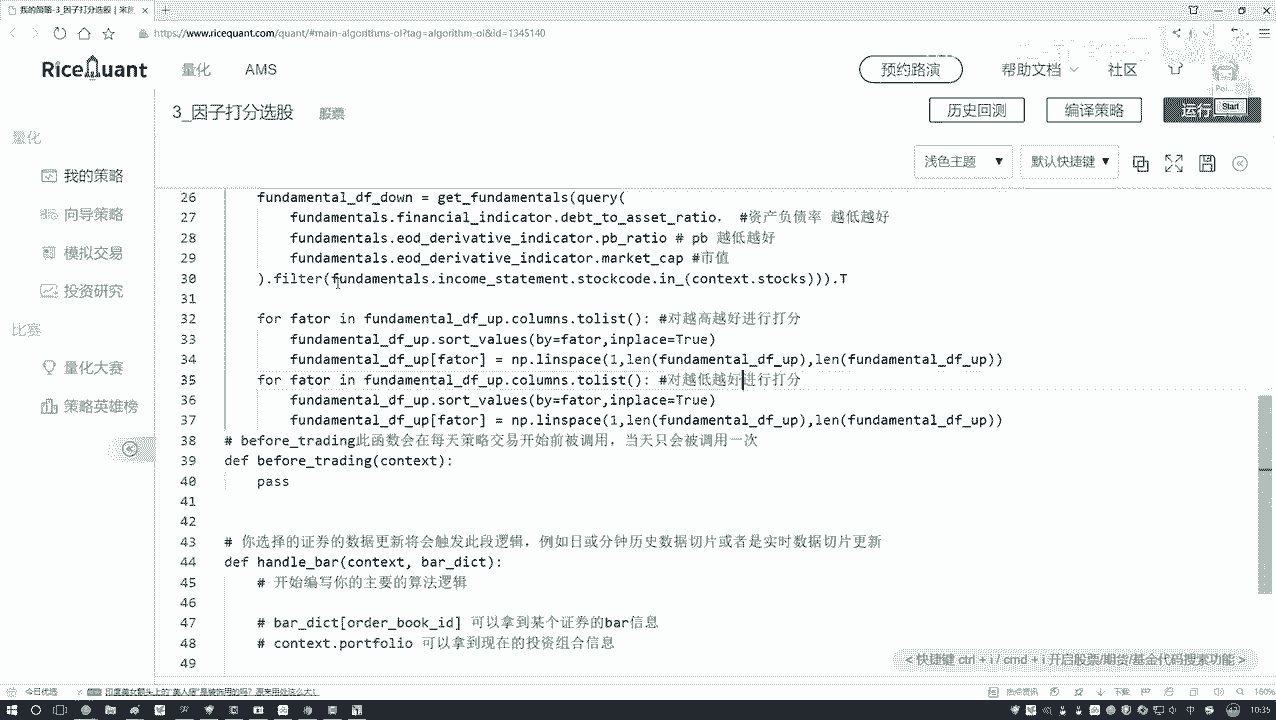 我的策略-3_因子打分选股 | 米筐
https://www.ricequant.com/quant/#main-algorithms-ol?tag=algorithm-ol&id=1345140
RiceQuant 量化 AMS 预约路演 帮助文档 社区
3_因子打分选股 股票 历史回测 编译策略 运行
Start
浅色主题 默认快捷键
量化
我的策略
向导策略
模拟交易
投资研究
比赛
量化大赛
策略英雄榜
26 fundamental_df_down = get_fundamentals(query(
27 fundamentals.financial_indicator.debt_to_asset_ratio, #资产负债率 越低越好
28 fundamentals.eod_derivative_indicator.pb_ratio # pb 越低越好
29 fundamentals.eod_derivative_indicator.market_cap #市值
30 ).filter(fundamentals.income_statement.stockcode.in_(context.stocks))).T
31
32 for fator in fundamental_df_up.columns.tolist(): #对越高越好进行打分
33 fundamental_df_up.sort_values(by=fator,inplace=True)
34 fundamental_df_up[fator] = np.linspace(1,len(fundamental_df_up),len(fundamental_df_up))
35 for fator in fundamental_df_up.columns.tolist(): #对越低越好进行打分
36 fundamental_df_up.sort_values(by=fator,inplace=True)
37 fundamental_df_up[fator] = np.linspace(1,len(fundamental_df_up),len(fundamental_df_up))
38 # before_trading此函数会在每天策略交易开始前被调用，当天只会被调用一次
39 def before_trading(context):
40 pass
41
42
43 # 你选择的证券的数据更新将会触发此段逻辑，例如日或分钟历史数据切片或者是实时数据切片更新
44 def handle_bar(context, bar_dict):
45 # 开始编写你的主要的算法逻辑
46
47 # bar_dict[order_book_id] 可以拿到某个证券的bar信息
48 # context.portfolio 可以拿到现在的投资组合信息
49
< 快捷键 ctrl + i / cmd + i 开启股票/期货/基金代码搜索功能 >
今日优选
下载 160%
10:35